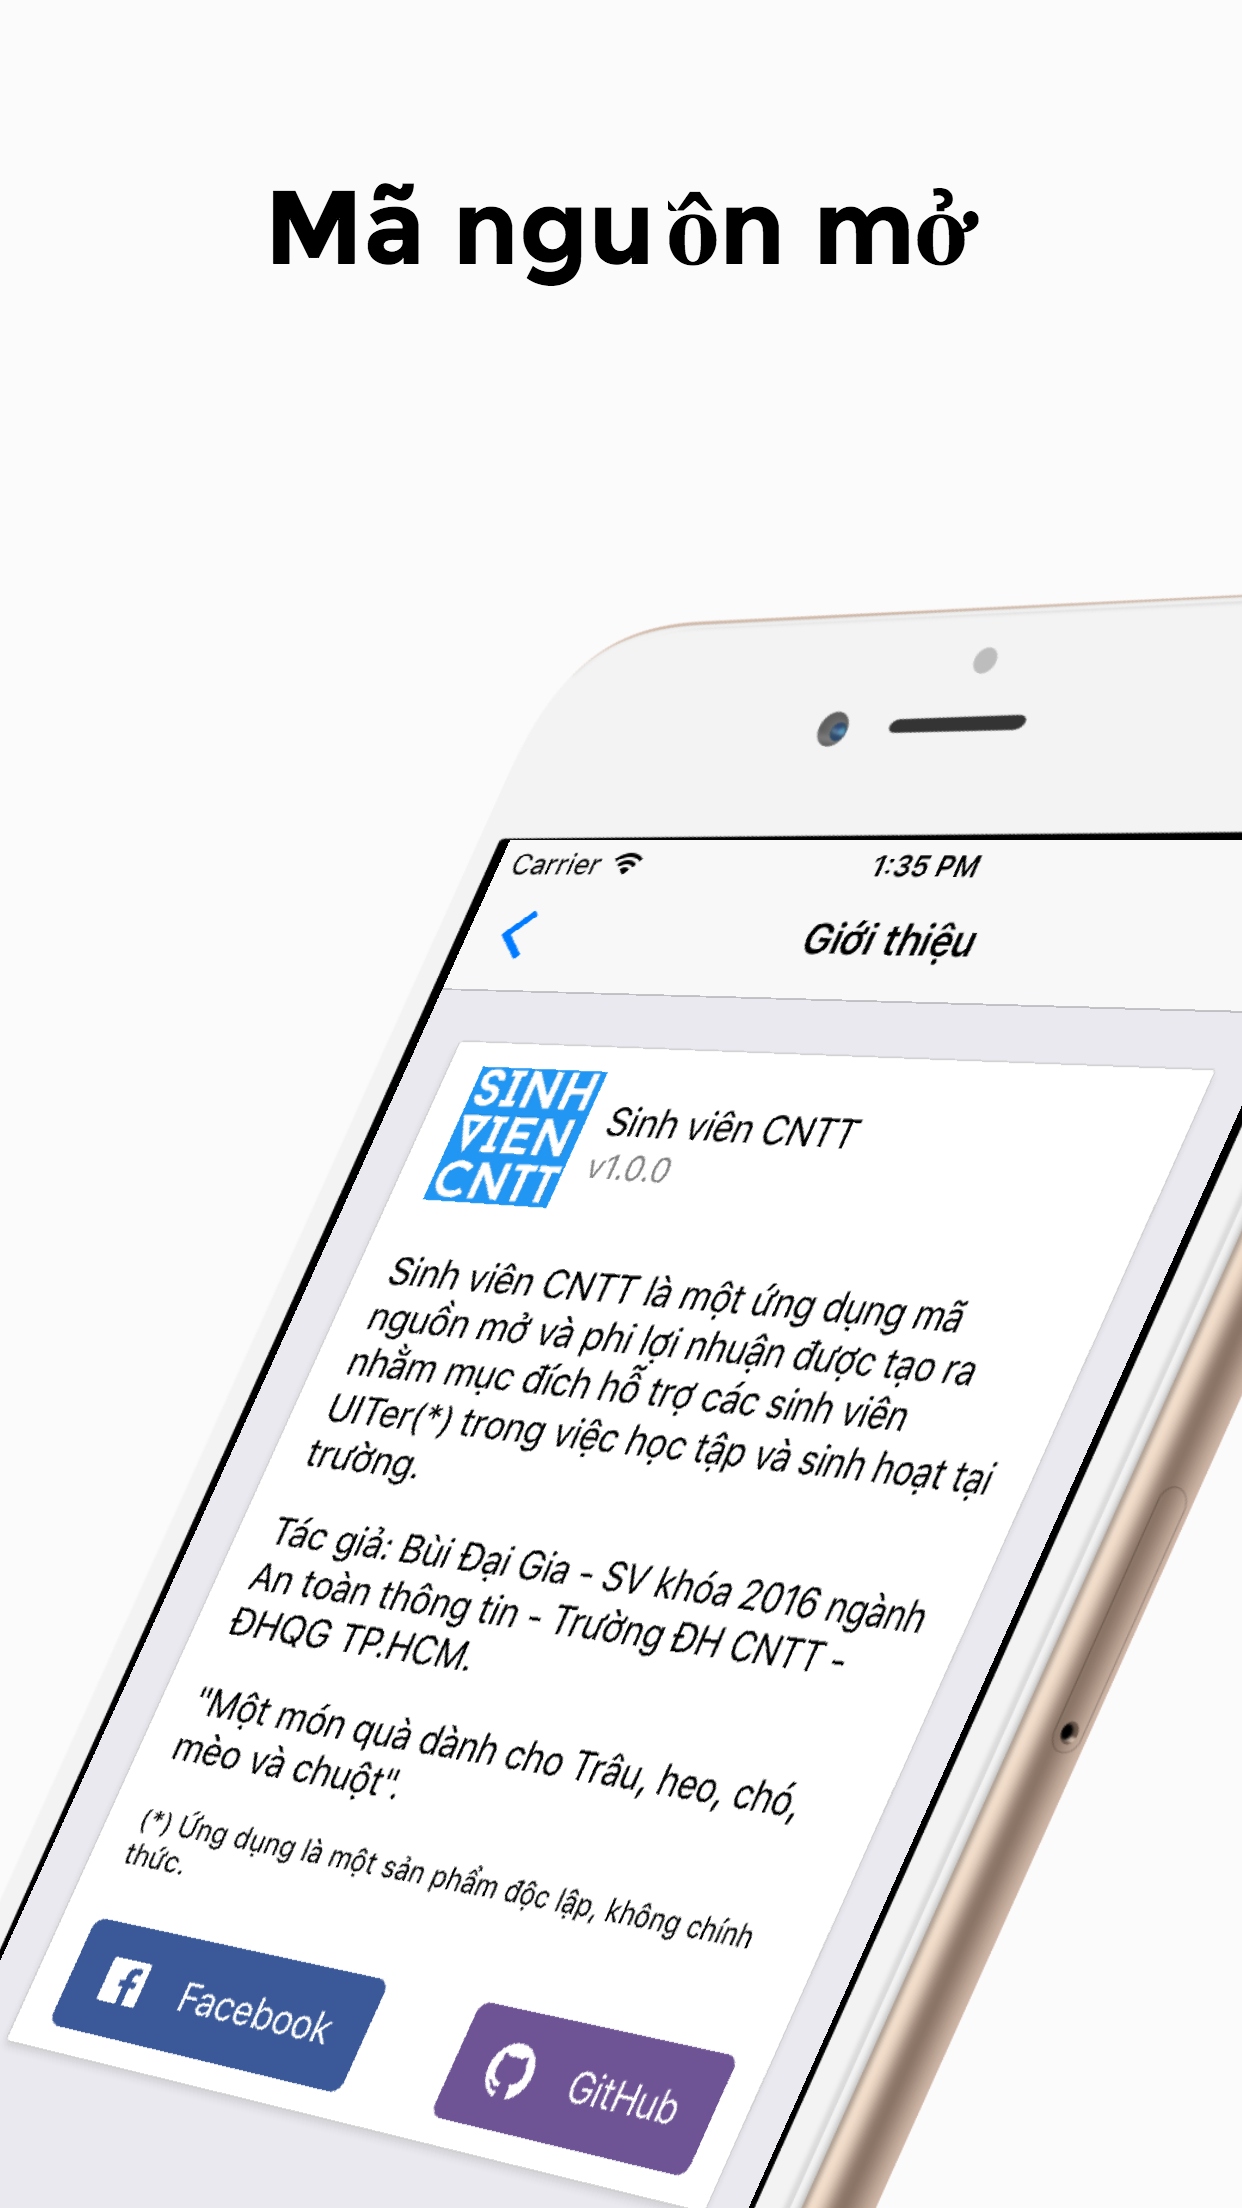 Mã nguồn mở
Carrier
1:35 PM
Giới thiệu
SINH
VIEN
CNTT
Sinh viên CNTT
v1.0.0
Sinh viên CNTT là một ứng dụng mã
nguồn mở và phi lợi nhuận được tạo ra
nhằm mục đích hỗ trợ các sinh viên
UITer(*) trong việc học tập và sinh hoạt tại
trường.
Tác giả: Bùi Đại Gia - SV khóa 2016 ngành
An toàn thông tin - Trường ĐH CNTT -
ĐHQG TP.HCM.
"Một món quà dành cho Trâu, heo, chó,
mèo và chuột".
(*) Ứng dụng là một sản phẩm độc lập, không chính
thức.
Facebook
GitHub